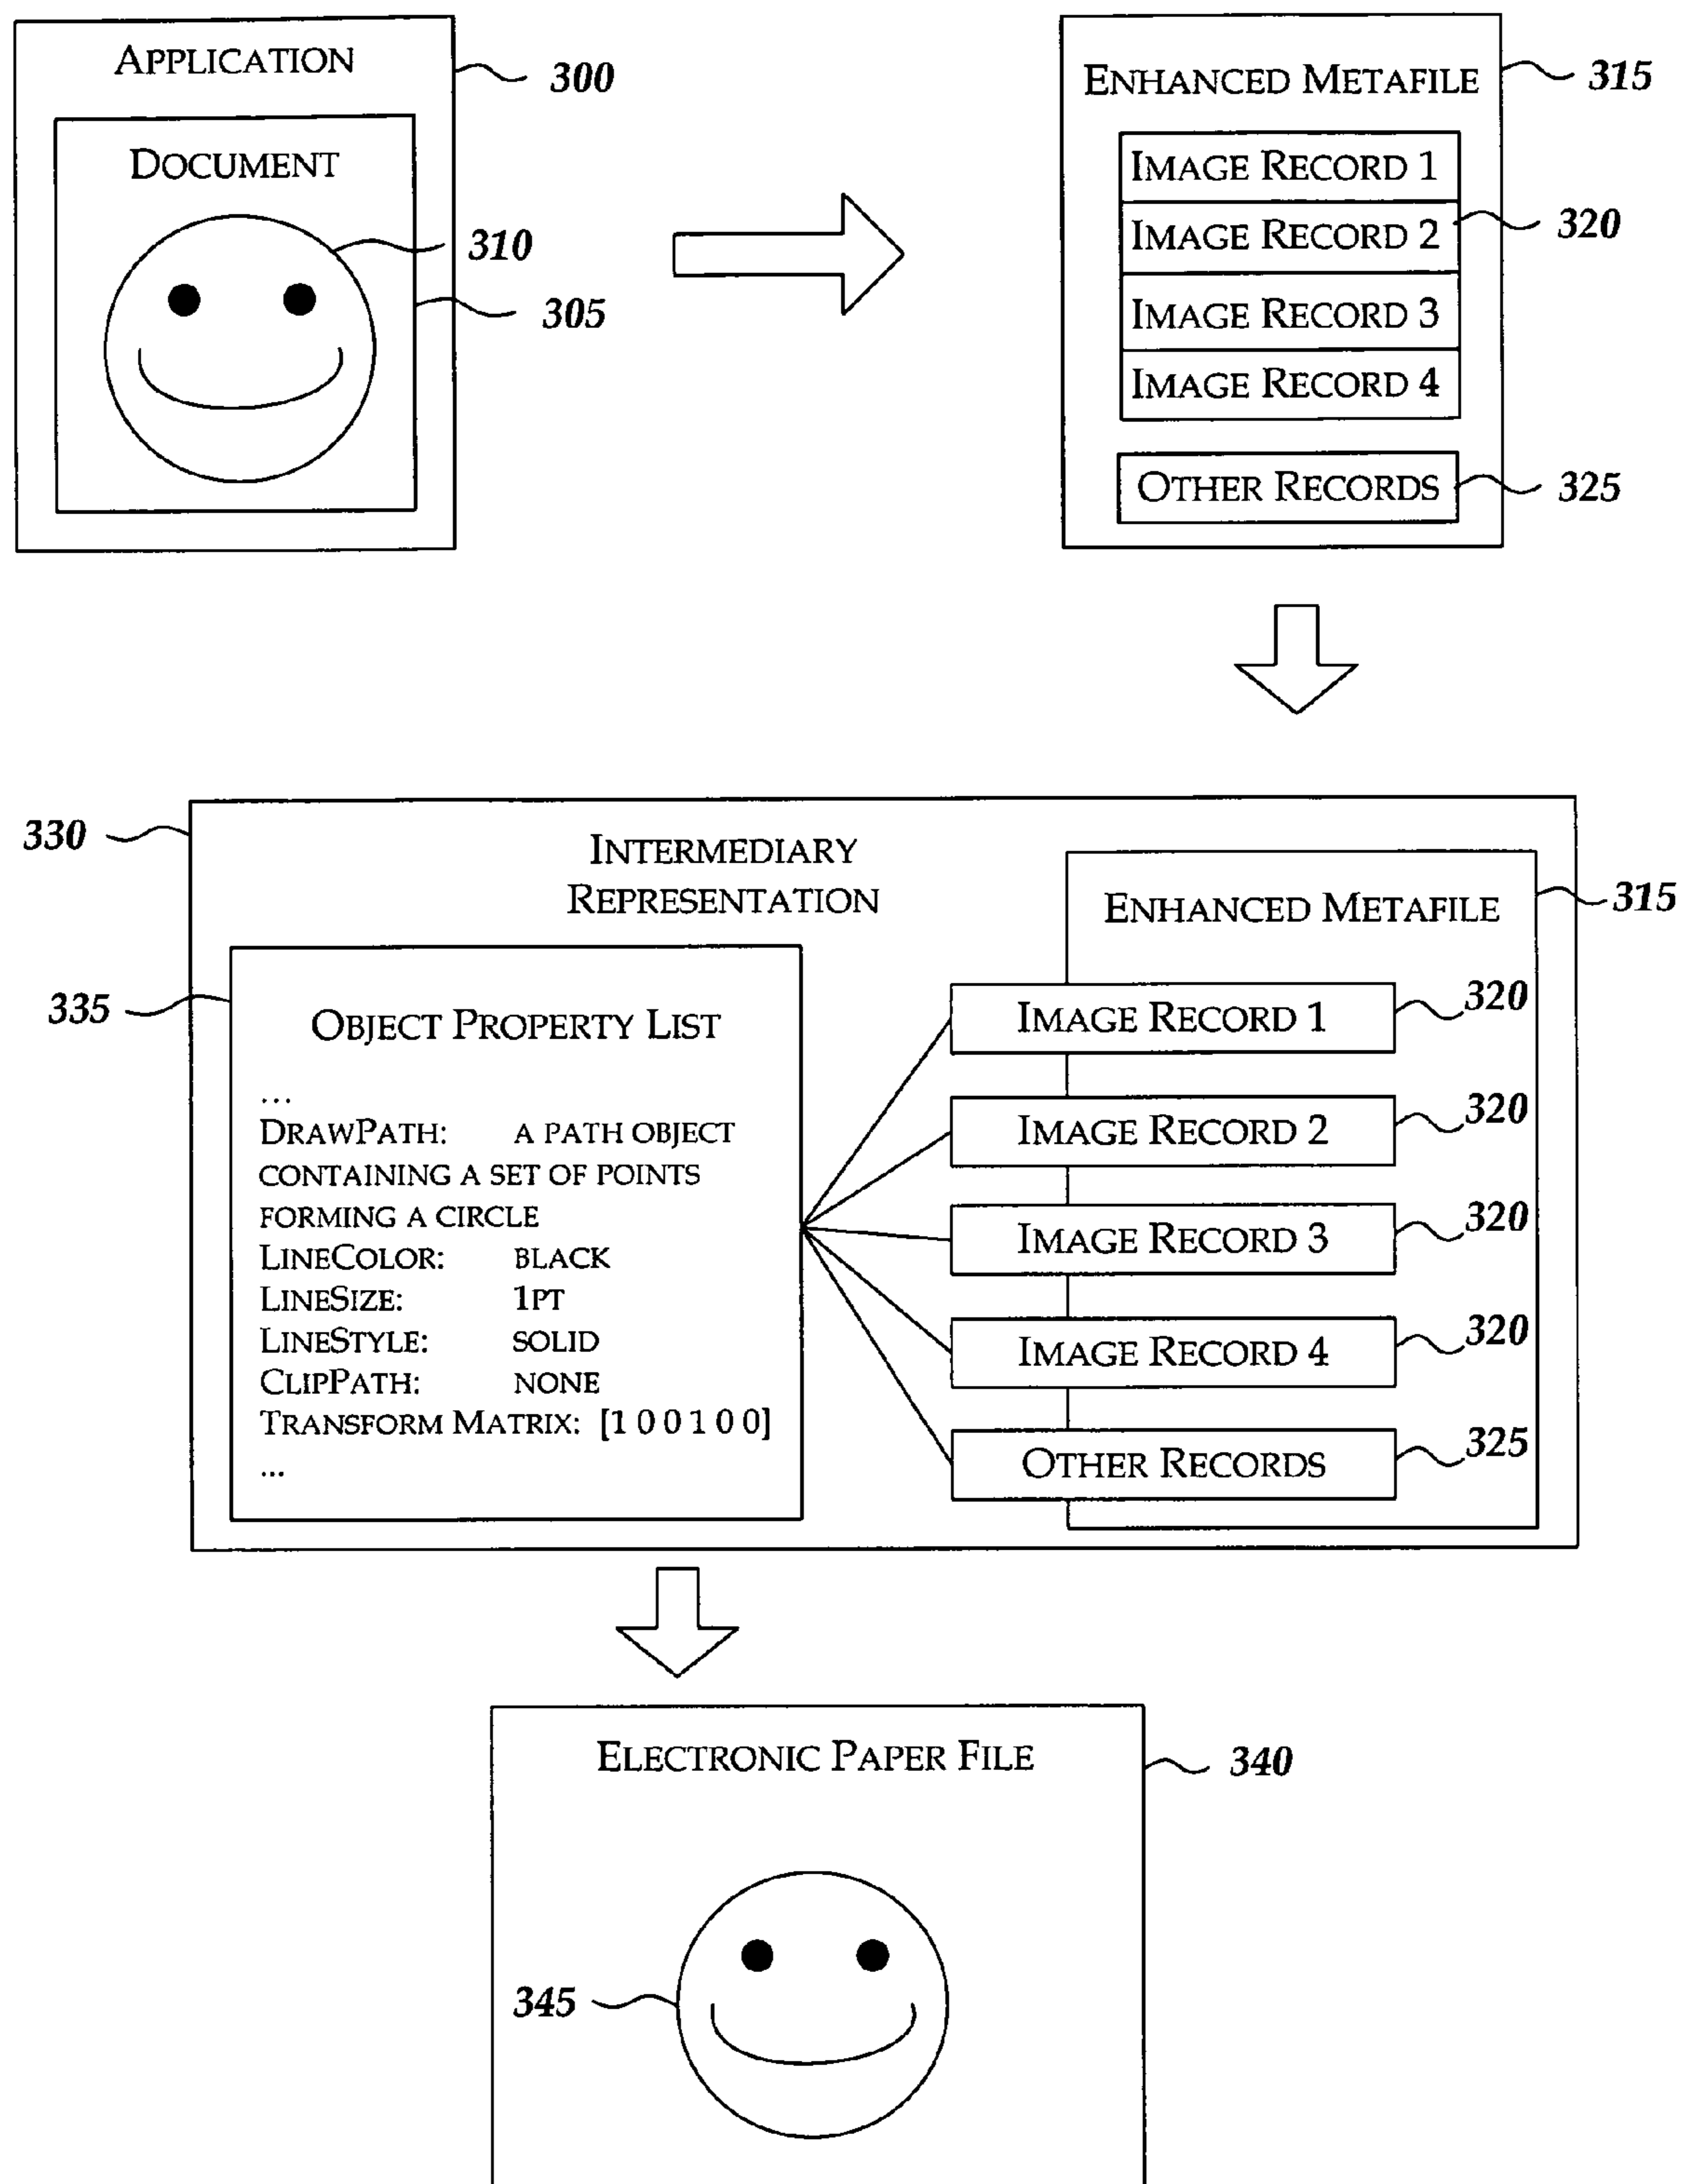 APPLICATION
300
DOCUMENT
310
305
ENHANCED METAFILE
315
IMAGE RECORD 1
IMAGE RECORD 2
320
IMAGE RECORD 3
IMAGE RECORD 4
OTHER RECORDS
325
330
INTERMEDIARY
REPRESENTATION
335
OBJECT PROPERTY LIST
...
DRAWPATH: A PATH OBJECT
CONTAINING A SET OF POINTS
FORMING A CIRCLE
LINECOLOR: BLACK
LINESIZE: 1PT
LINESTYLE: SOLID
CLIPPATH: NONE
TRANSFORM MATRIX: [1 0 0 1 0 0]
...
ENHANCED METAFILE
315
IMAGE RECORD 1
320
IMAGE RECORD 2
320
IMAGE RECORD 3
320
IMAGE RECORD 4
320
OTHER RECORDS
325
ELECTRONIC PAPER FILE
340
345